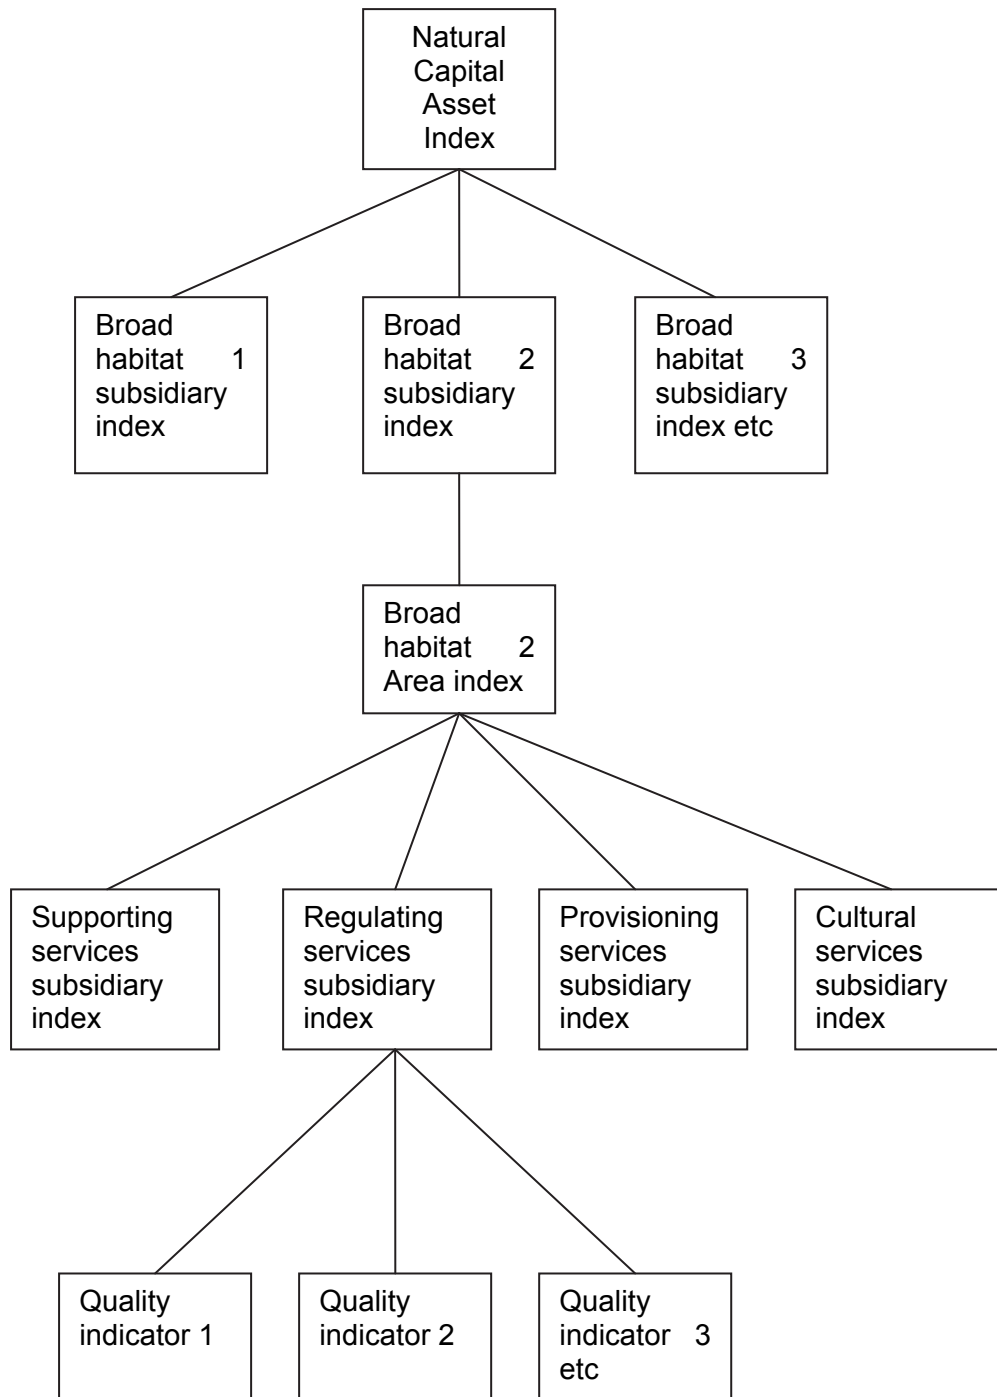 Natural
Capital
Asset
Index
Broad
habitat 1
subsidiary
index
Broad
habitat 2
subsidiary
index
Broad
habitat 3
subsidiary
index etc
Broad
habitat 2
Area index
Supporting
services
subsidiary
index
Regulating
services
subsidiary
index
Provisioning
services
subsidiary
index
Cultural
services
subsidiary
index
Quality
indicator 1
Quality
indicator 2
Quality
indicator 3
etc